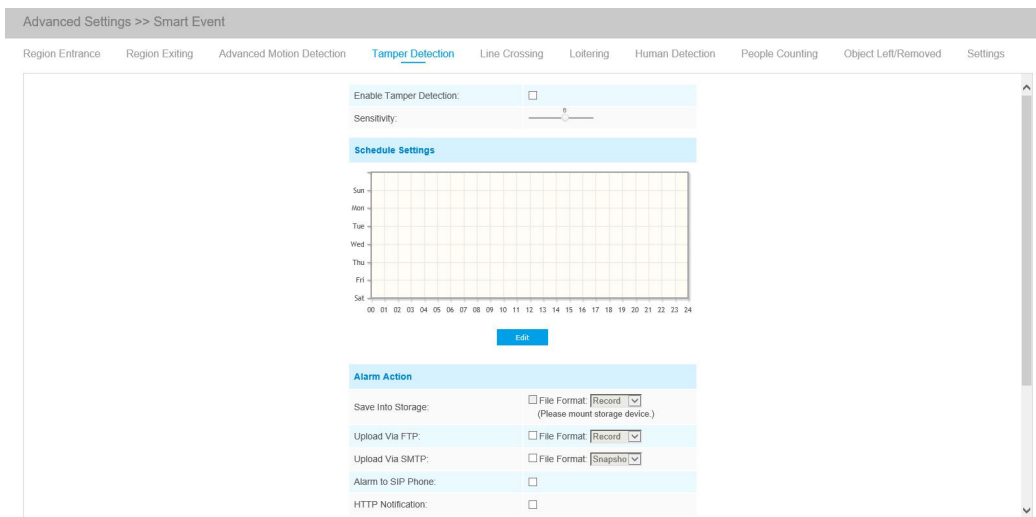 Advanced Settings >> Smart Event
Region Entrance Region Exiting Advanced Motion Detection Tamper Detection Line Crossing Loitering Human Detection People Counting Object Left/Removed Settings
Enable Tamper Detection:
Sensitivity: 6
Schedule Settings
Sun
Mon
Tue
Wed
Thu
Fri
Sat
00 01 02 03 04 05 06 07 08 09 10 11 12 13 14 15 16 17 18 19 20 21 22 23 24
Edit
Alarm Action
Save Into Storage: File Format: Record
(Please mount storage device.)
Upload Via FTP: File Format: Record
Upload Via SMTP: File Format: Snapsho
Alarm to SIP Phone:
HTTP Notification: